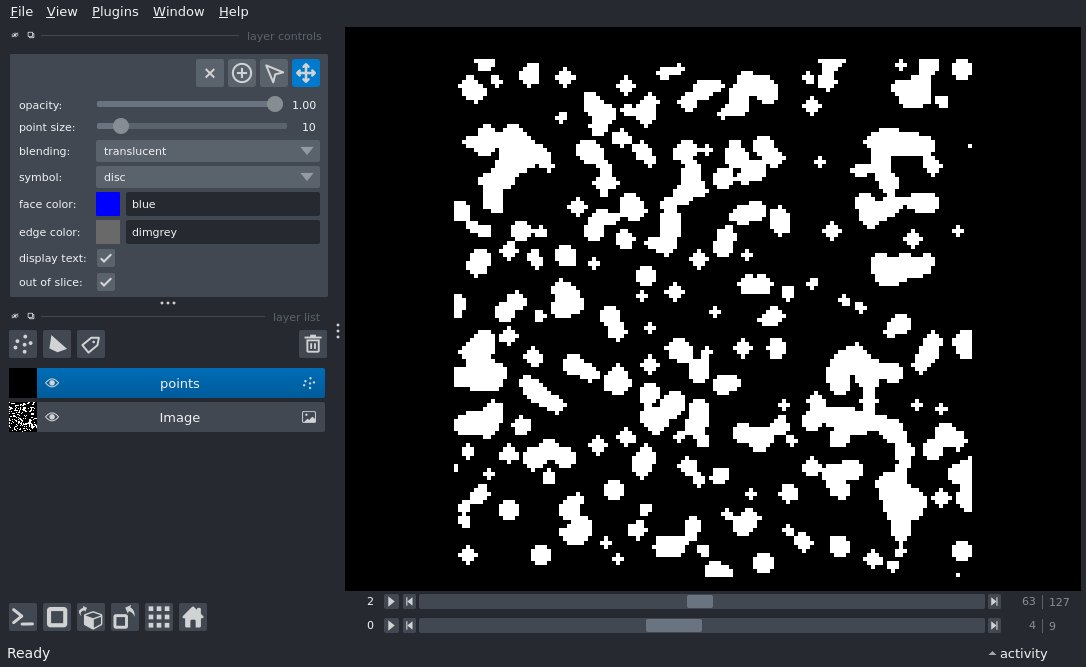 File View Plugins Window Help
layer controls
opacity: 1.00
point size: 10
blending: translucent
symbol: disc
face color: blue
edge color: dimgrey
display text:
out of slice:
layer list
points
Image
2 63 127
0 4 9
Ready activity